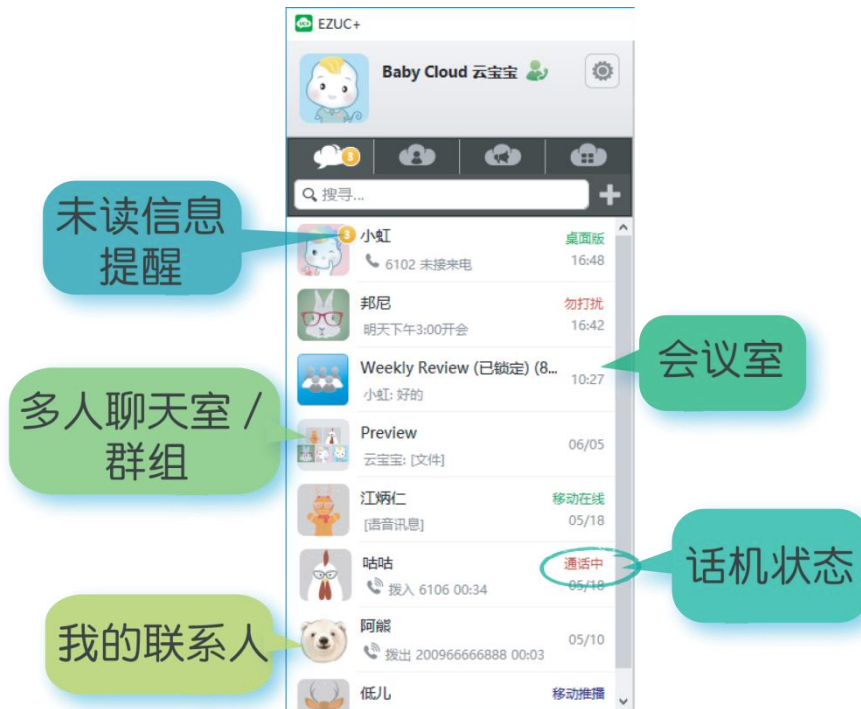 EZUC+
Baby Cloud 云宝宝
3
搜寻...
未读信息
提醒
3 小虹 桌面版
6102 未接来电 16:48
邦尼 勿打扰
明天下午3:00开会 16:42
会议室
Weekly Review (已锁定) (8... 10:27
小虹: 好的
多人聊天室 /
群组
Preview 06/05
云宝宝: [文件]
江炳仁 移动在线
[语音讯息] 05/18
咕咕 通话中
拨入 6106 00:34 05/18
话机状态
我的联系人
阿熊 05/10
拨出 200966666888 00:03
低儿 移动推播